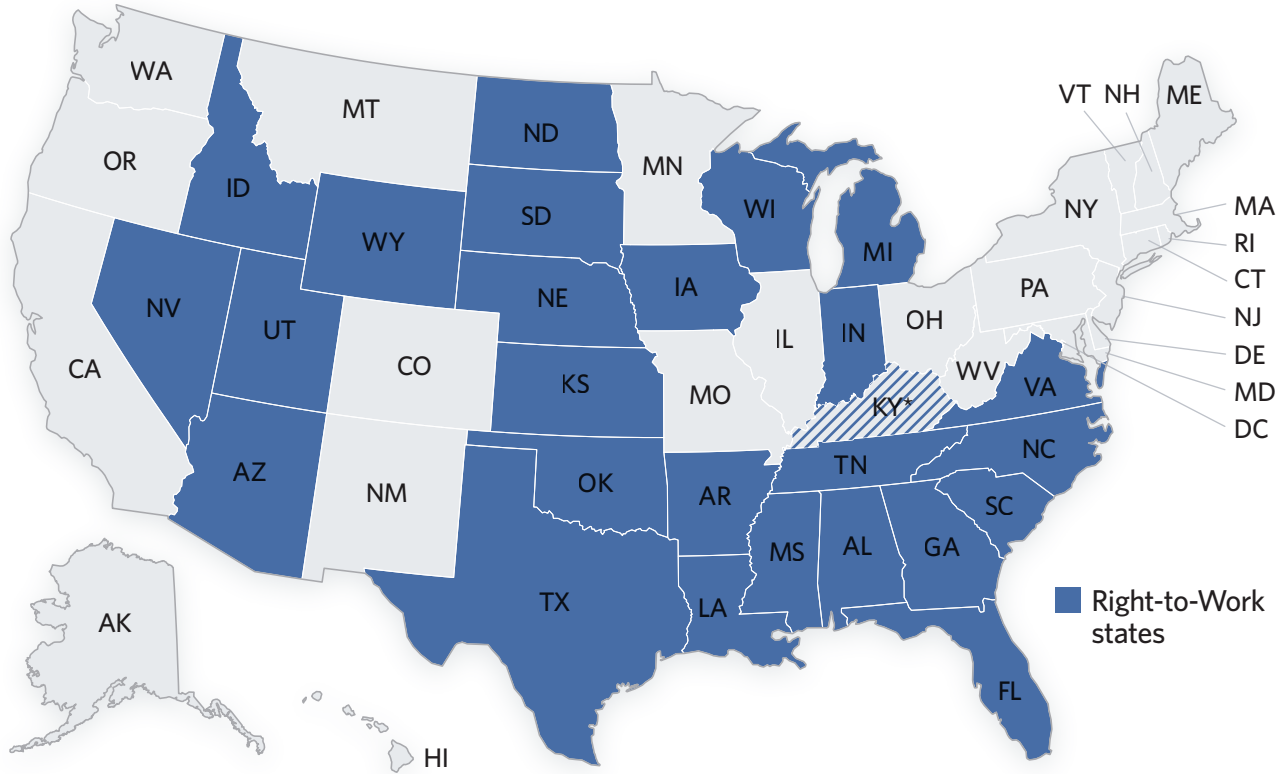 WA
MT
ND
MN
VT NH
ME
OR
ID
SD
WI
NY
MA
WY
MI
RI
CT
NV
UT
NE
IA
PA
NJ
CA
CO
KS
IL
IN
OH
DE
MO
KY*
WV
VA
MD
DC
AZ
NM
OK
AR
TN
NC
SC
MS
AL
GA
TX
LA
Right-to-Work
states
AK
FL
HI